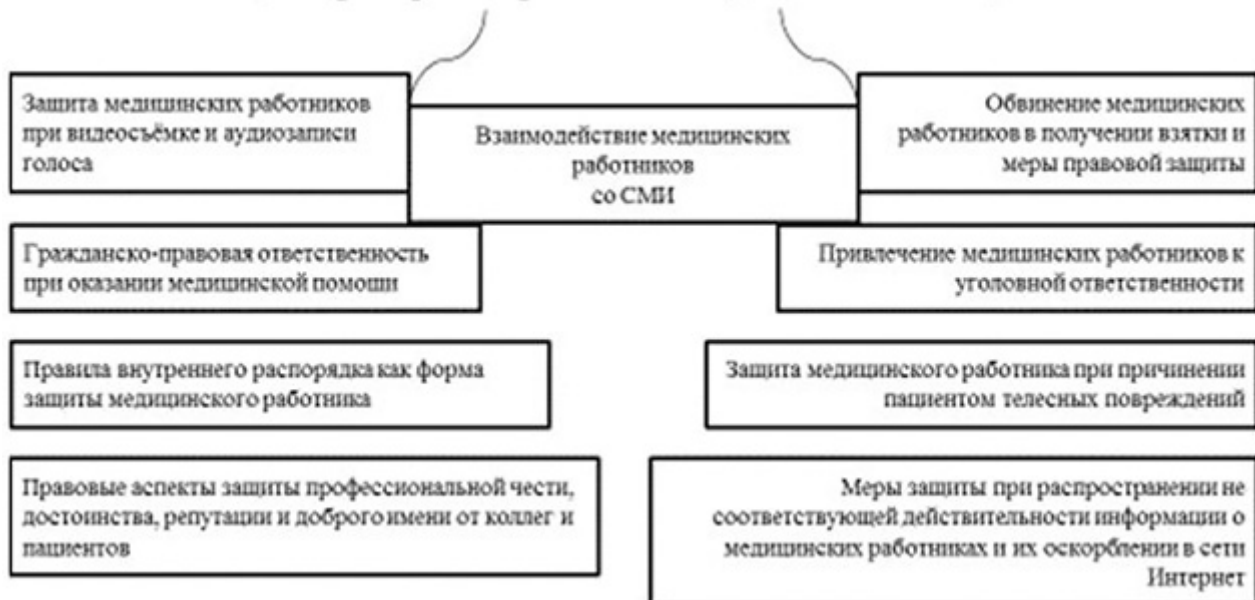 Защита медицинских работников
при видеосъёмке и аудиозаписи
голоса
Взаимодействие медицинских
работников
со СМИ
Обвинение медицинских
работников в получении взятки и
меры правовой защиты
Гражданско-правовая ответственность
при оказании медицинской помощи
Привлечение медицинских работников к
уголовной ответственности
Правила внутреннего распорядка как форма
защиты медицинского работника
Защита медицинского работника при причинении
пациентом телесных повреждений
Правовые аспекты защиты профессиональной чести,
достоинства, репутации и доброго имени от коллег и
пациентов
Меры защиты при распространении не
соответствующей действительности информации о
медицинских работниках и их оскорблении в сети
Интернет